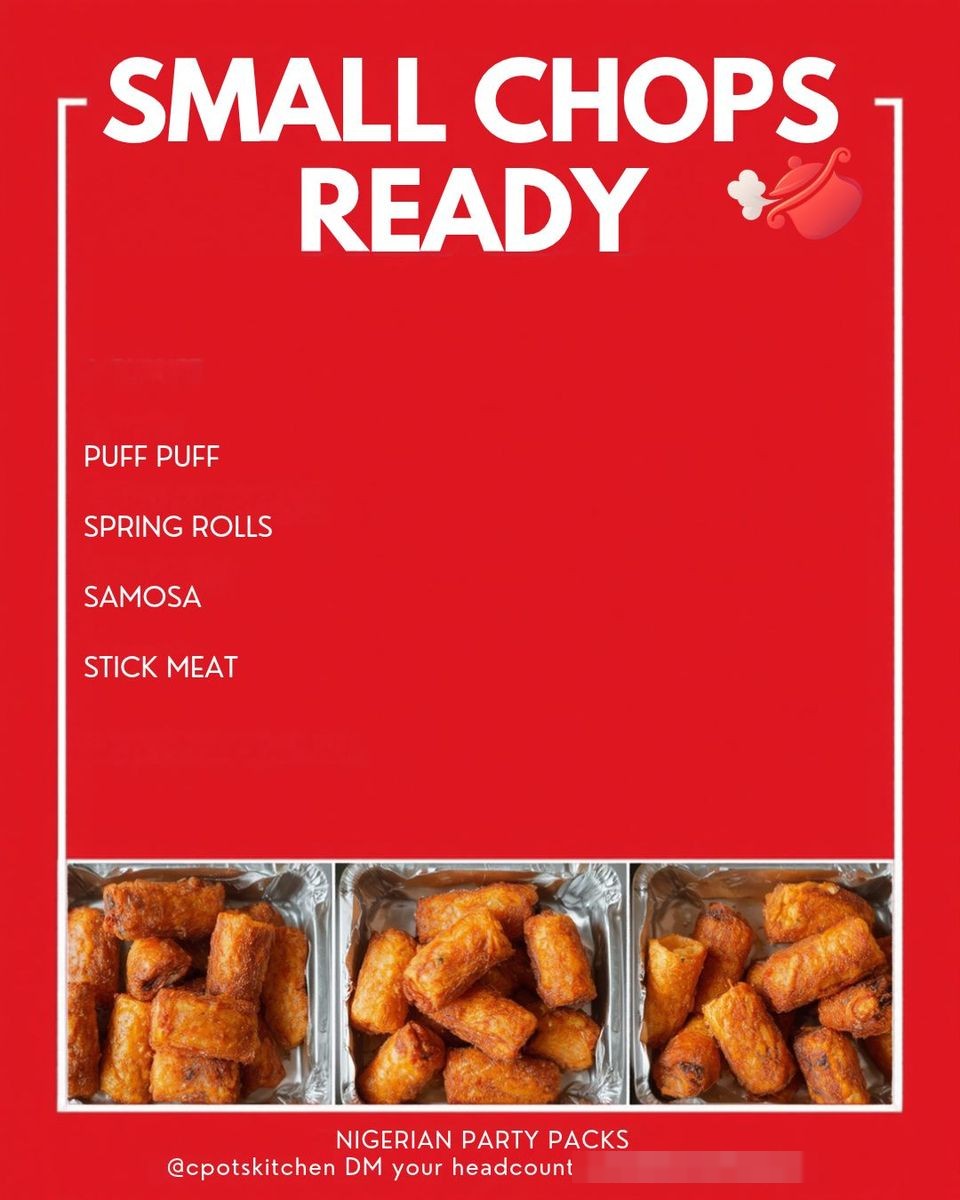 SMALL CHOPS
READY
PUFF PUFF
SPRING ROLLS
SAMOSA
STICK MEAT
NIGERIAN PARTY PACKS
@cpotskitchen DM your headcount